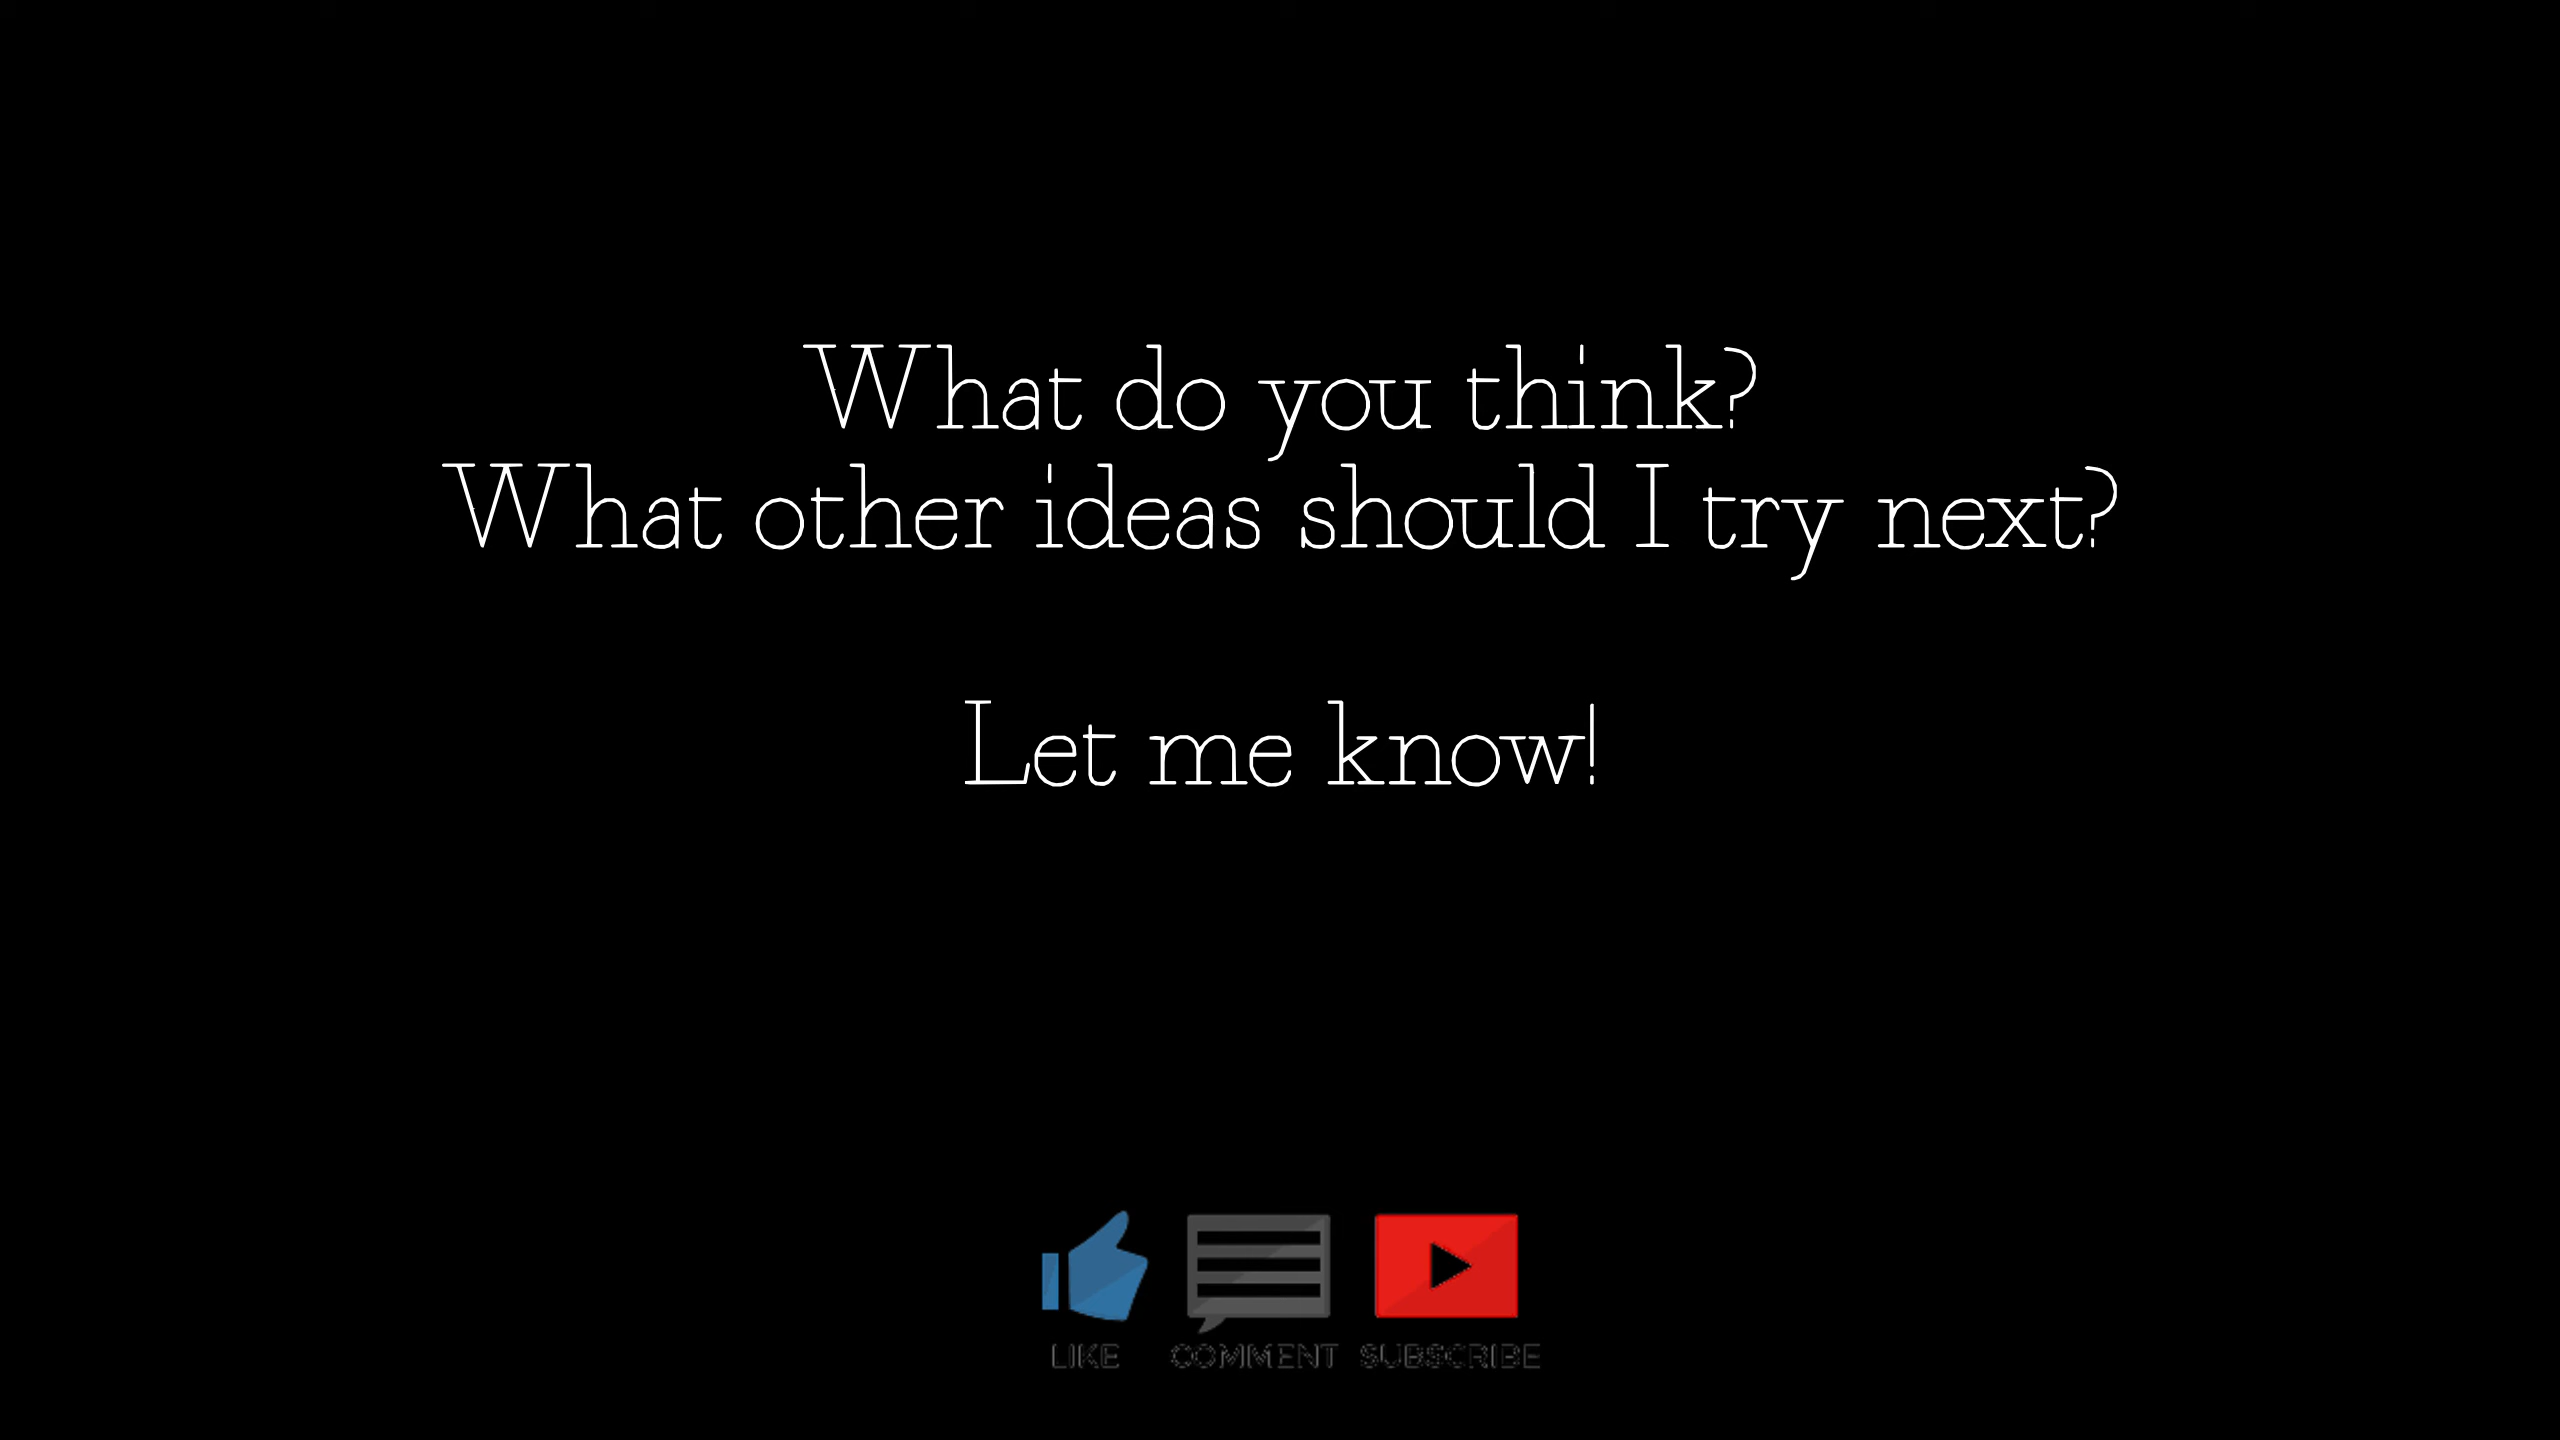 What do you think?
What other ideas should I try next?
Let me know!
LIKE COMMENT SUBSCRIBE